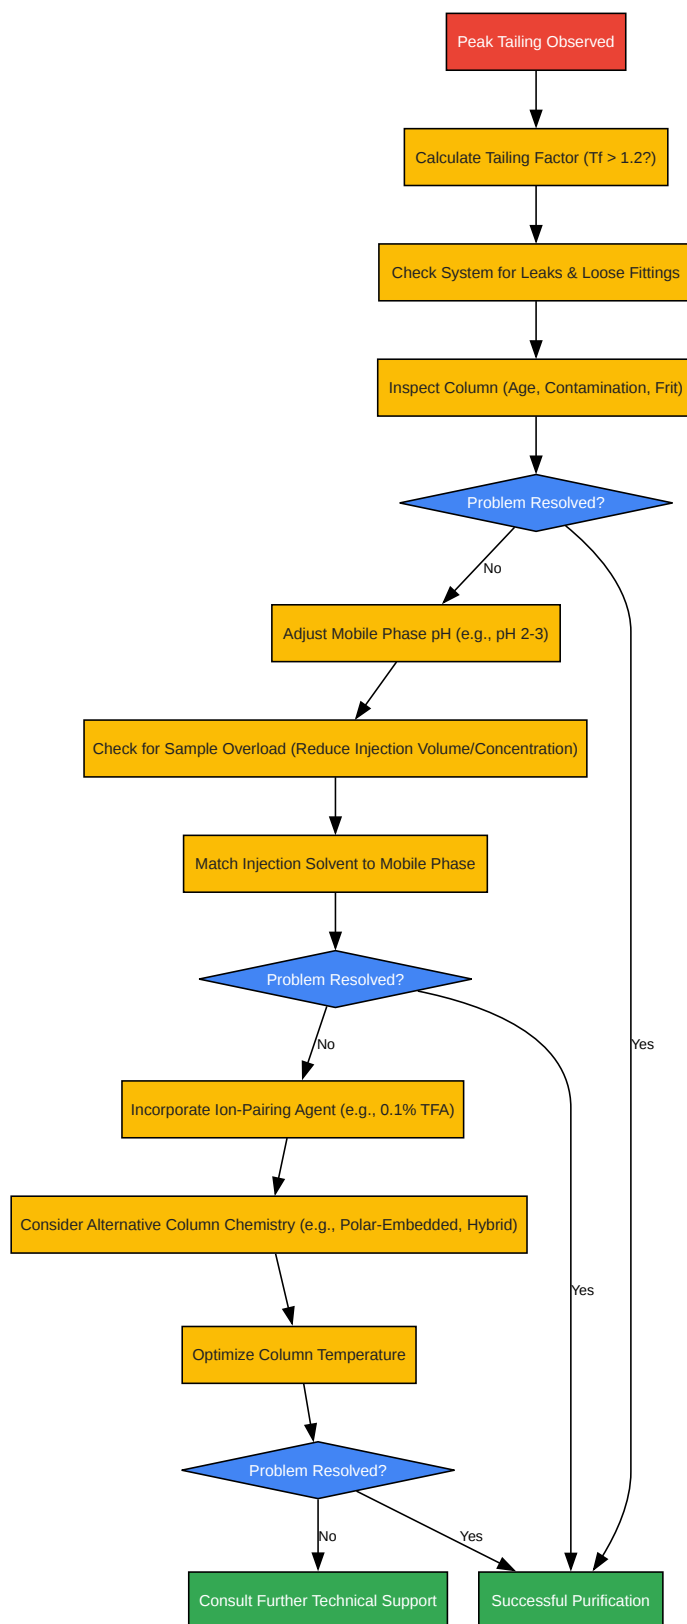 Peak Tailing Observed
Calculate Tailing Factor (Tf > 1.2?)
Check System for Leaks & Loose Fittings
Inspect Column (Age, Contamination, Frit)
Problem Resolved?
No
Adjust Mobile Phase pH (e.g., pH 2-3)
Check for Sample Overload (Reduce Injection Volume/Concentration)
Match Injection Solvent to Mobile Phase
Problem Resolved?
No
Yes
Incorporate Ion-Pairing Agent (e.g., 0.1% TFA)
Consider Alternative Column Chemistry (e.g., Polar-Embedded, Hybrid)
Yes
Optimize Column Temperature
Problem Resolved?
No
Yes
Consult Further Technical Support
Successful Purification